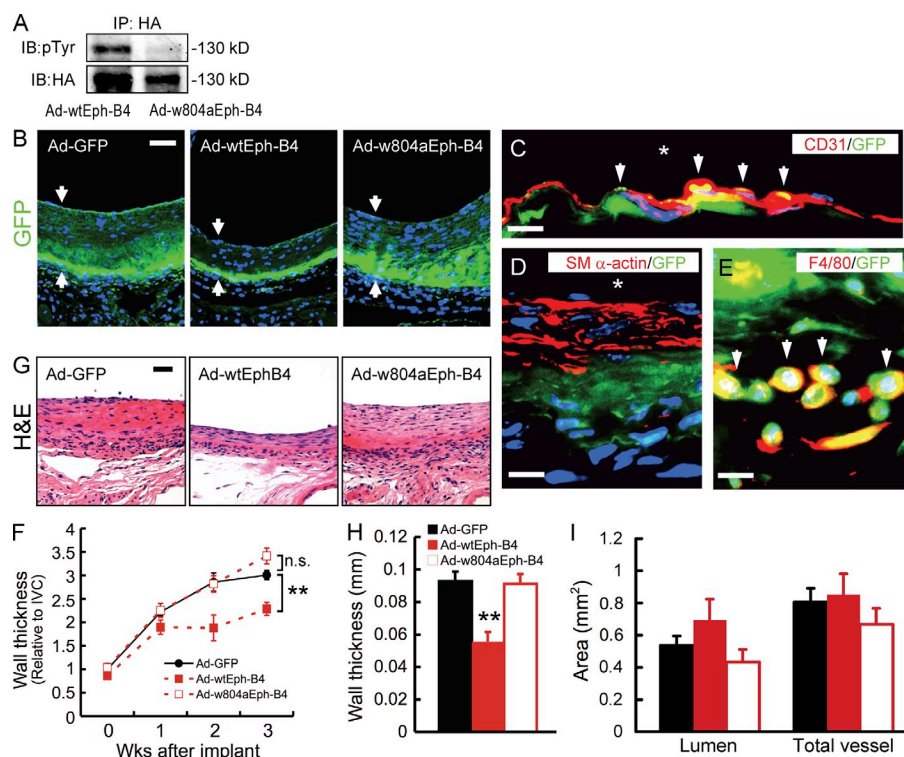 A
IP: HA
IB:pTyr
-130 kD
IB:HA
-130 kD
Ad-wtEph-B4
Ad-w804aEph-B4
B
Ad-GFP
Ad-wtEph-B4
Ad-w804aEph-B4
GFP
C
CD31/GFP
*
D
SM α-actin/GFP
*
E
F4/80/GFP
G
Ad-GFP
Ad-wtEphB4
Ad-w804aEph-B4
H&E
F
Wall thickness
(Relative to IVC)
4
3.5
3
2.5
2
1.5
1
0.5
n.s.
**
Ad-GFP
Ad-wtEph-B4
Ad-w804aEph-B4
0 1 2 3
Wks after implant
H
Ad-GFP
Ad-wtEph-B4
Ad-w804aEph-B4
Wall thickness (mm)
0.12
0.1
0.08
0.06
0.04
0.02
0
**
I
Area (mm²)
1.2
1
0.8
0.6
0.4
0.2
0
Lumen
Total vessel